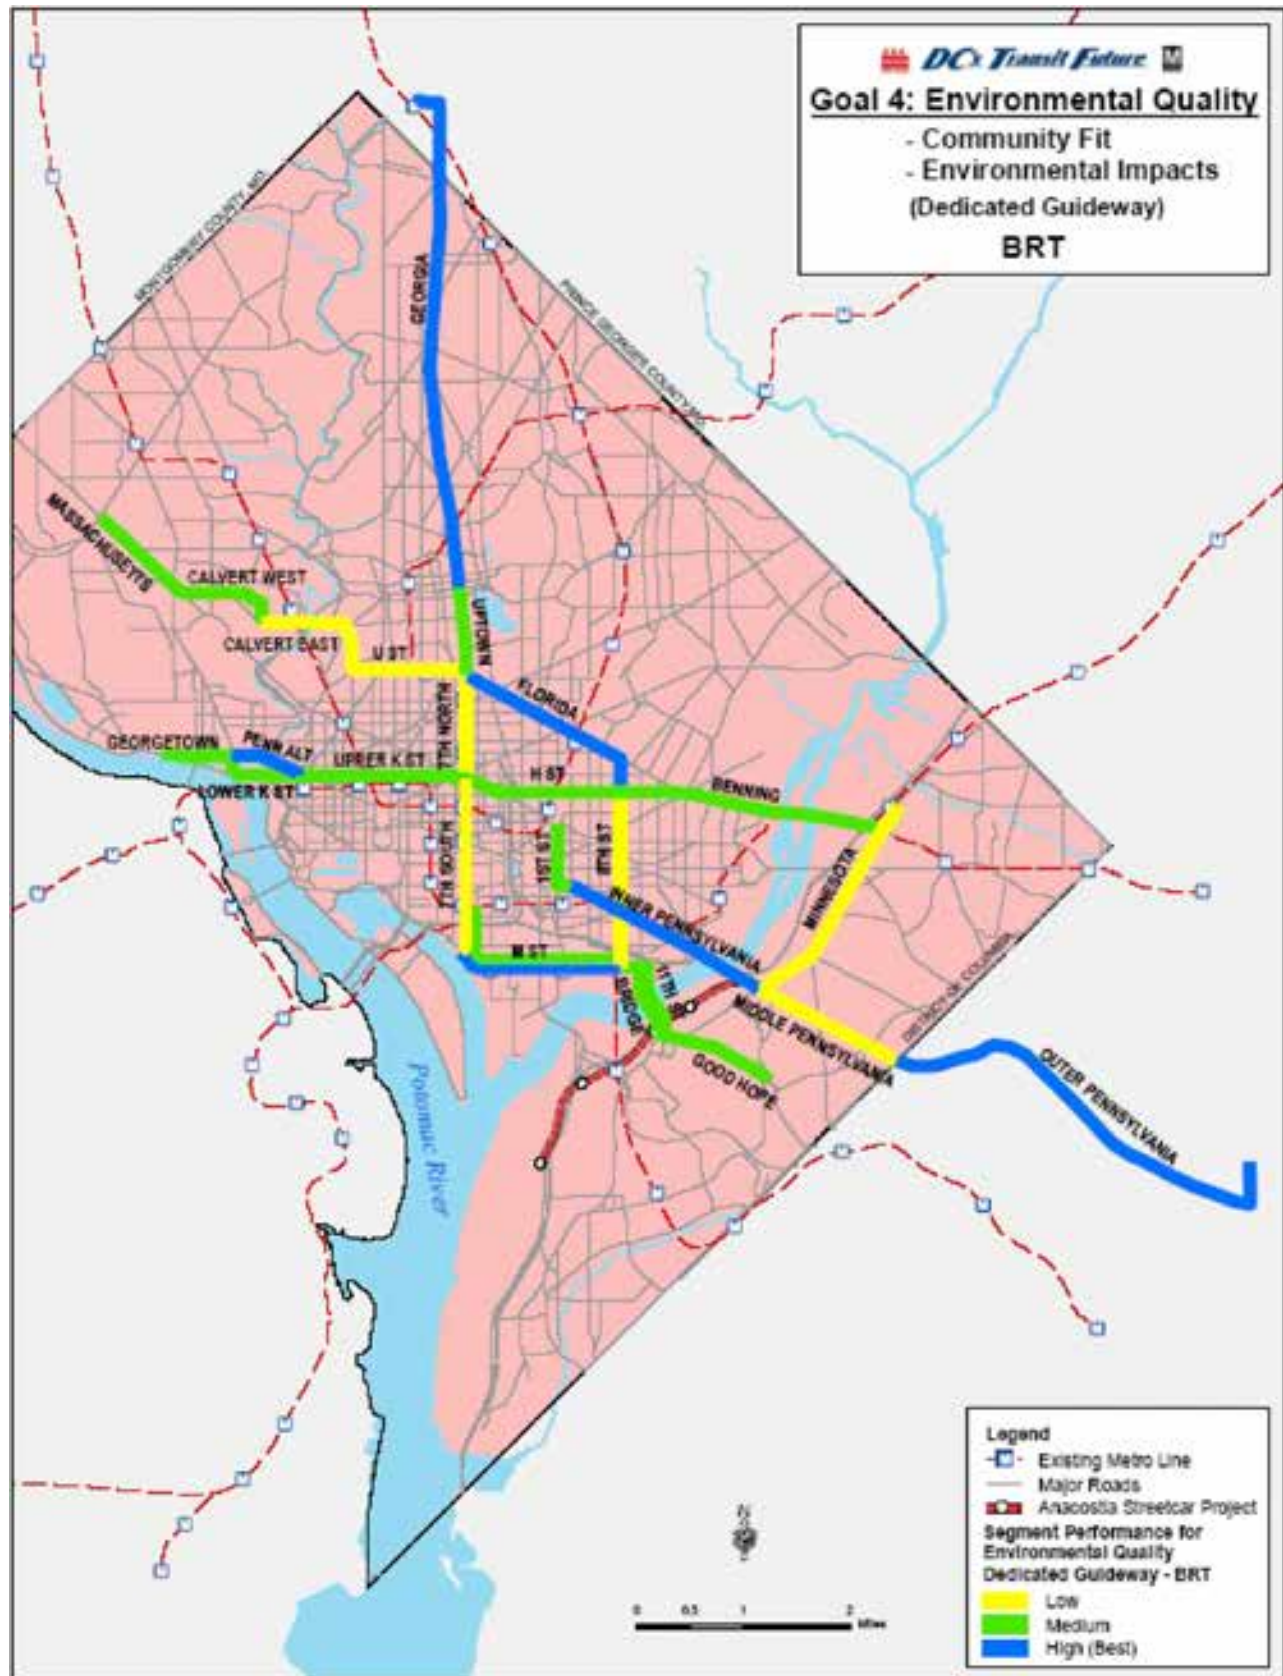 DC's Transit Future
Goal 4: Environmental Quality
- Community Fit
- Environmental Impacts
(Dedicated Guideway)
BRT
MONTGOMERY COUNTY, MD
PRINCE GEORGES COUNTY, MD
GEORGIA
MASSACHUSETTS
CALVERT WEST
CALVERT EAST
U ST
UPTOWN
FLORIDA
7TH NORTH
GEORGETOWN
PENN ALT
UPPER K ST
LOWER K ST
H ST
BENNING
7TH SOUTH
1ST ST
8TH ST
MINNESOTA
INNER PENNSYLVANIA
M ST
11TH
BRIDGE
MIDDLE PENNSYLVANIA
DISTRICT OF COLUMBIA
GOOD HOPE
OUTER PENNSYLVANIA
Potomac River
Legend
Existing Metro Line
Major Roads
Anacostia Streetcar Project
Segment Performance for
Environmental Quality
Dedicated Guideway - BRT
Low
Medium
High (Best)
0 0.5 1 2
Miles